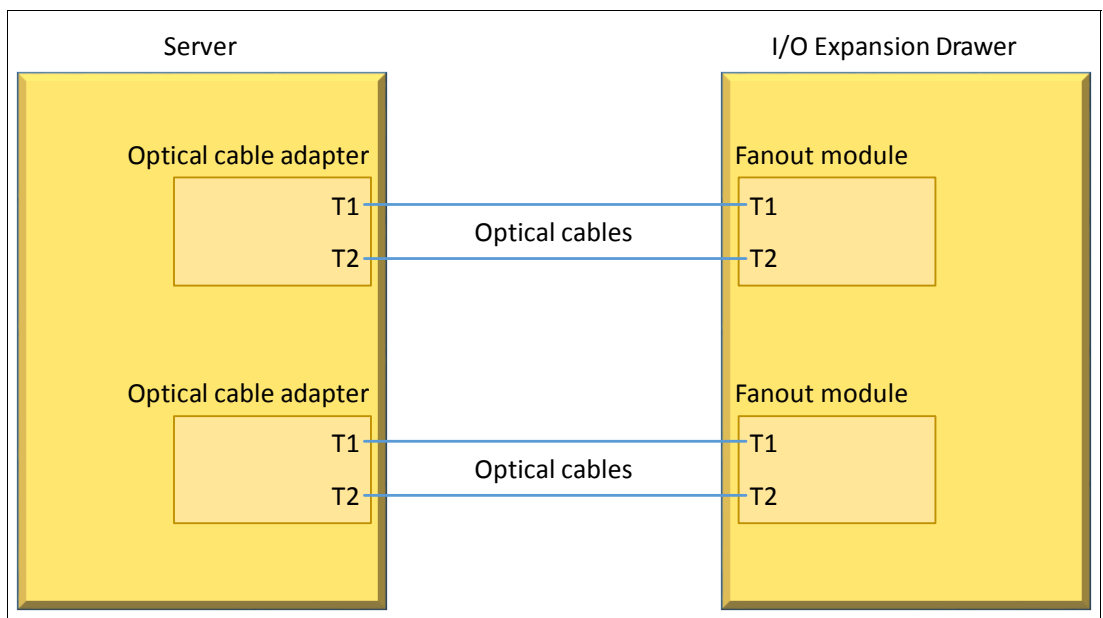 Server
I/O Expansion Drawer
Optical cable adapter
Fanout module
T1
T1
Optical cables
T2
T2
Optical cable adapter
Fanout module
T1
T1
Optical cables
T2
T2